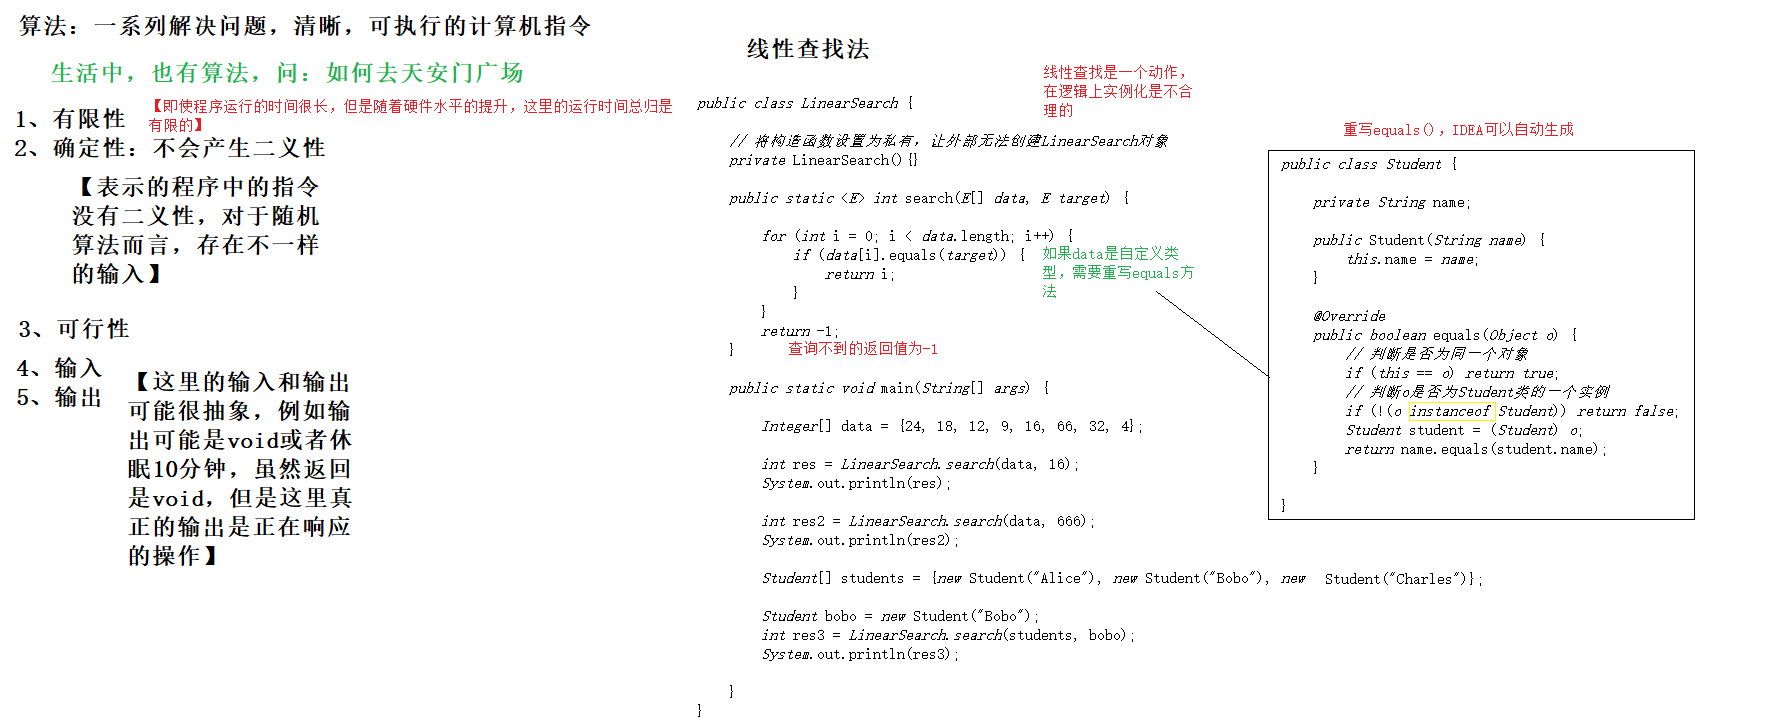 算法：一系列解决问题，清晰，可执行的计算机指令
生活中，也有算法，问：如何去天安门广场
1、有限性
【即使程序运行的时间很长，但是随着硬件水平的提升，这里的运行时间总归是
有限的】
2、确定性：不会产生二义性
【表示的程序中的指令
没有二义性，对于随机
算法而言，存在不一样
的输入】
3、可行性
4、输入
5、输出
【这里的输入和输出
可能很抽象，例如输
出可能是void或者休
眠10分钟，虽然返回
是void，但是这里真
正的输出是正在响应
的操作】
线性查找法
线性查找是一个动作，
在逻辑上实例化是不合
理的
public class LinearSearch {
// 将构造函数设置为私有，让外部无法创建LinearSearch对象
private LinearSearch(){}
public static <E> int search(E[] data, E target) {
for (int i = 0; i < data.length; i++) {
if (data[i].equals(target)) {
return i;
}
}
return -1;
}
如果data是自定义类
型，需要重写equals方
法
查询不到的返回值为-1
public static void main(String[] args) {
Integer[] data = {24, 18, 12, 9, 16, 66, 32, 4};
int res = LinearSearch.search(data, 16);
System.out.println(res);
int res2 = LinearSearch.search(data, 666);
System.out.println(res2);
Student[] students = {new Student("Alice"), new Student("Bobo"), new Student("Charles")};
Student bobo = new Student("Bobo");
int res3 = LinearSearch.search(students, bobo);
System.out.println(res3);
}
}
重写equals()，IDEA可以自动生成
public class Student {
private String name;
public Student(String name) {
this.name = name;
}
@Override
public boolean equals(Object o) {
// 判断是否为同一个对象
if (this == o) return true;
// 判断o是否为Student类的一个实例
if (!(o instanceof Student)) return false;
Student student = (Student) o;
return name.equals(student.name);
}
}